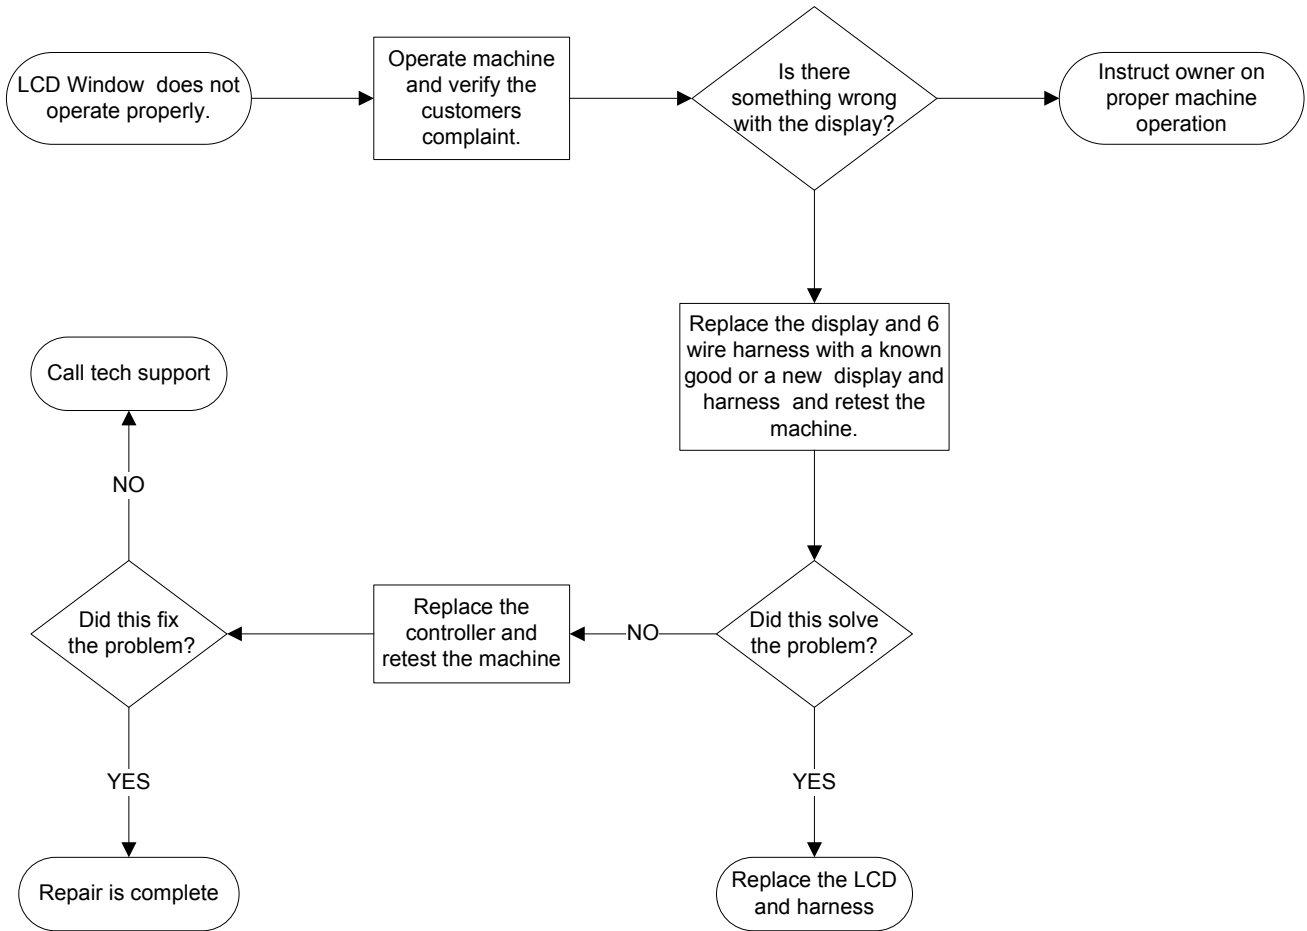 LCD Window does not
operate properly.
Operate machine
and verify the
customers
complaint.
Is there
something wrong
with the display?
Instruct owner on
proper machine
operation
Replace the display and 6
wire harness with a known
good or a new display and
harness and retest the
machine.
Did this solve
the problem?
NO
YES
Replace the LCD
and harness
Replace the
controller and
retest the machine
Did this fix
the problem?
NO
Call tech support
YES
Repair is complete